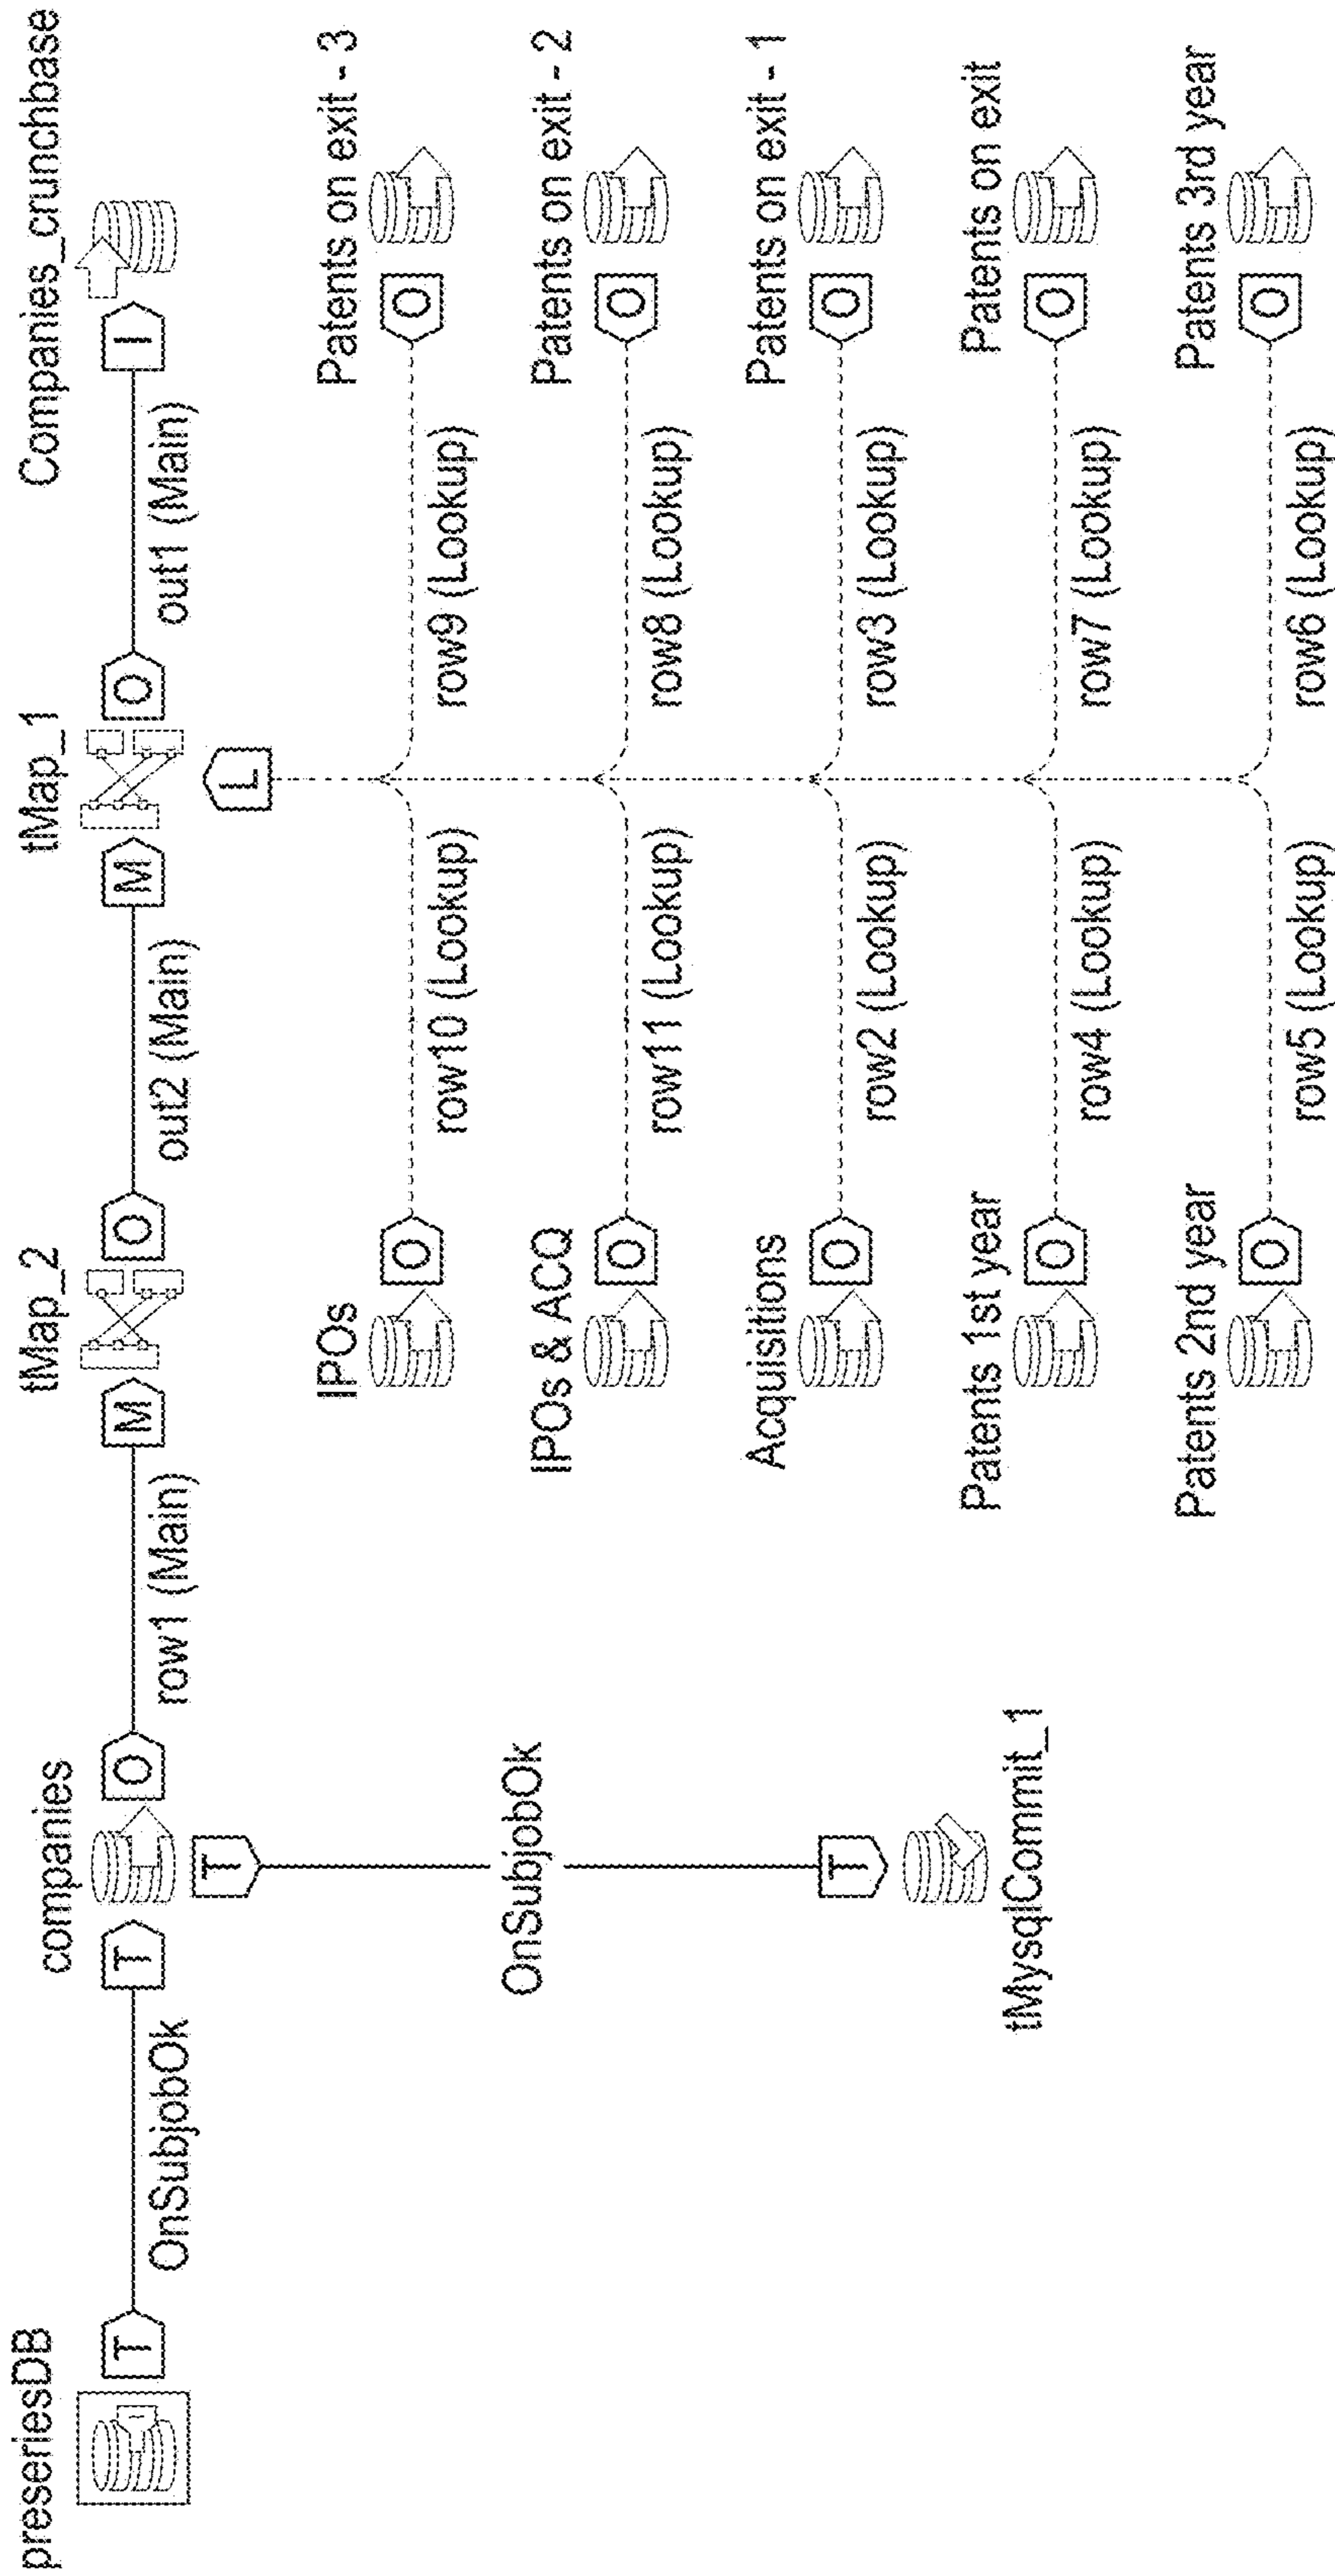 preseriesDB
T
OnSubjobOk
T
companies
O
row1 (Main)
M
tMap_2
O
out2 (Main)
M
tMap_1
O
out1 (Main)
I
Companies_crunchbase
T
OnSubjobOk
T
tMysqlCommit_1
L
IPOs
O
row10 (Lookup)
row9 (Lookup)
O
Patents on exit - 3
IPOs & ACQ
O
row11 (Lookup)
row8 (Lookup)
O
Patents on exit - 2
Acquisitions
O
row2 (Lookup)
row3 (Lookup)
O
Patents on exit - 1
Patents 1st year
O
row4 (Lookup)
row7 (Lookup)
O
Patents on exit
Patents 2nd year
O
row5 (Lookup)
row6 (Lookup)
O
Patents 3rd year